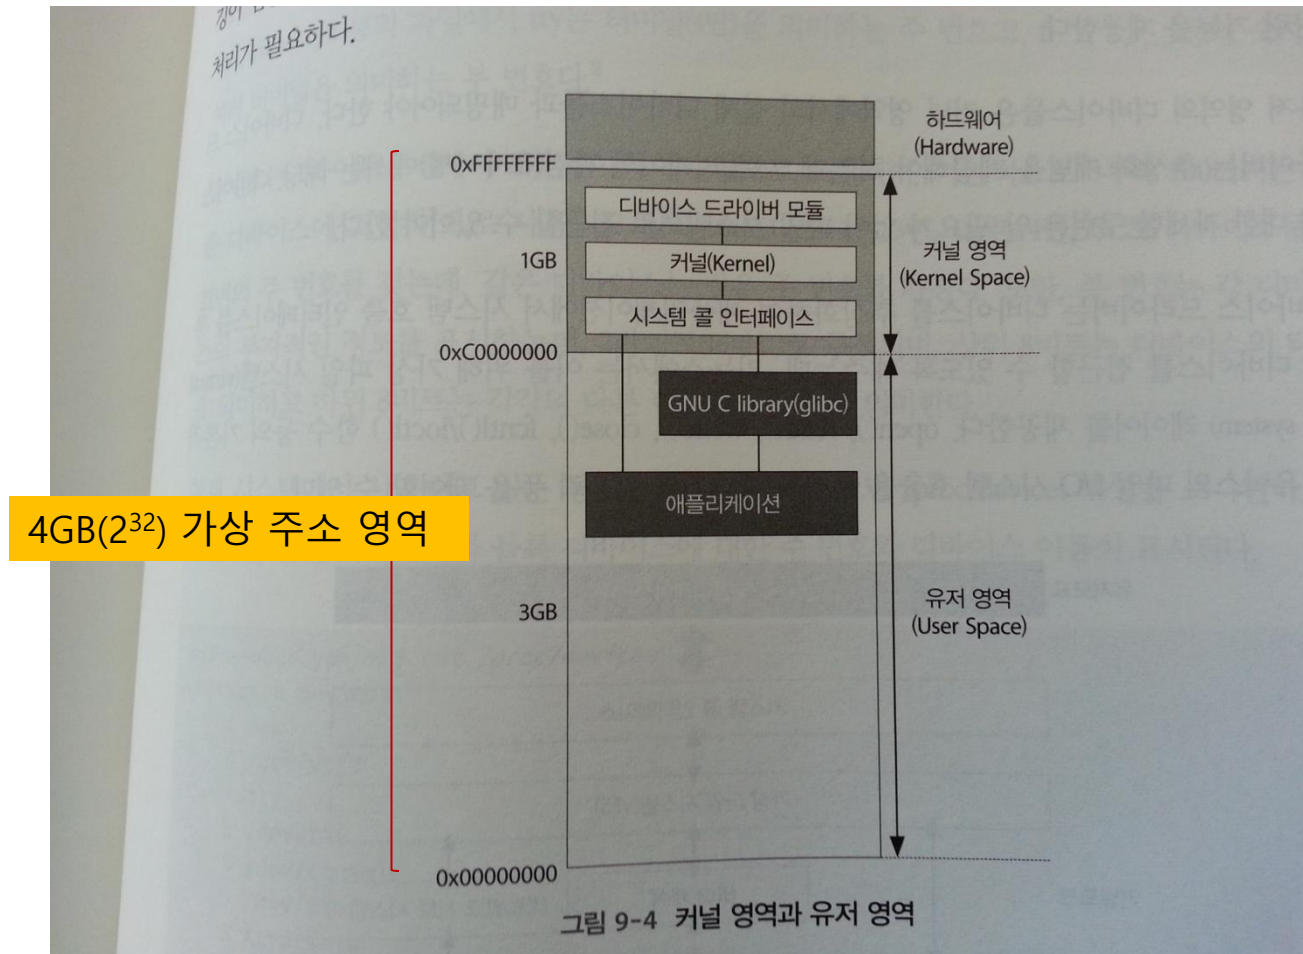 처리가 필요하다.
하드웨어
(Hardware)
0xFFFFFFFF
디바이스 드라이버 모듈
1GB
커널(Kernel)
커널 영역
(Kernel Space)
시스템 콜 인터페이스
0xC0000000
GNU C library(glibc)
애플리케이션
4GB(2³²) 가상 주소 영역
3GB
유저 영역
(User Space)
0x00000000
그림 9-4 커널 영역과 유저 영역